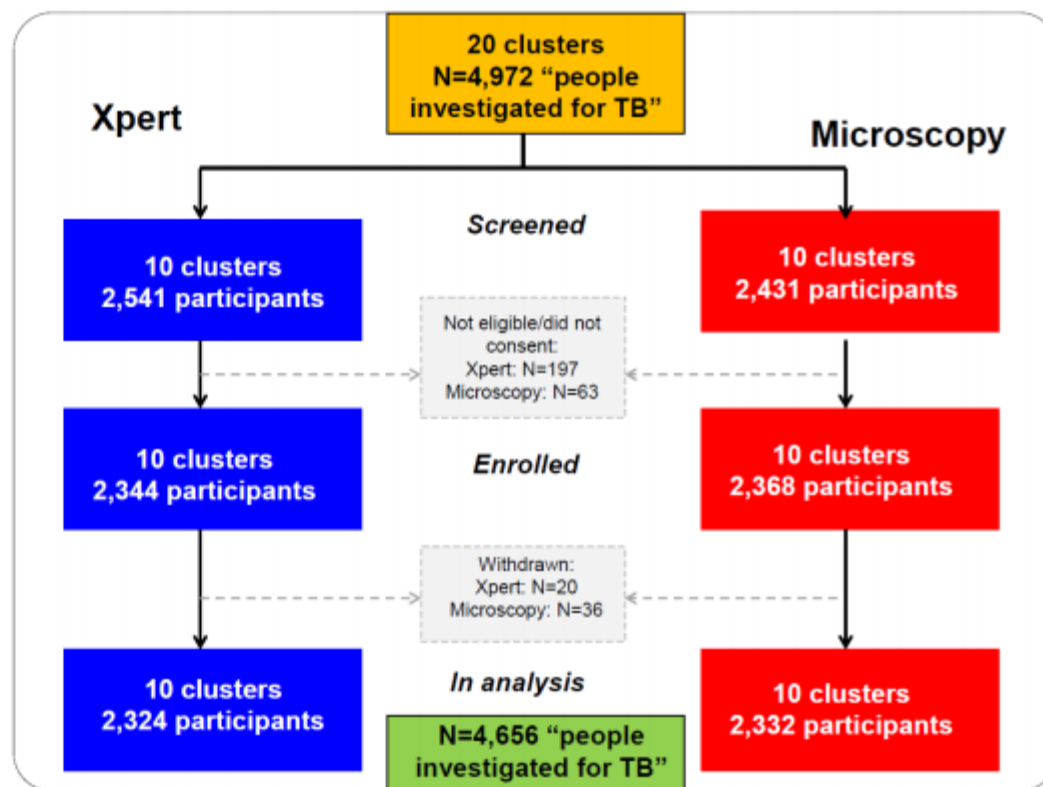 20 clusters
N=4,972 “people
investigated for TB”
Xpert
Microscopy
Screened
10 clusters
2,541 participants
10 clusters
2,431 participants
Not eligible/did not
consent:
Xpert: N=197
Microscopy: N=63
Enrolled
10 clusters
2,344 participants
10 clusters
2,368 participants
Withdrawn:
Xpert: N=20
Microscopy: N=36
In analysis
10 clusters
2,324 participants
10 clusters
2,332 participants
N=4,656 “people
investigated for TB”